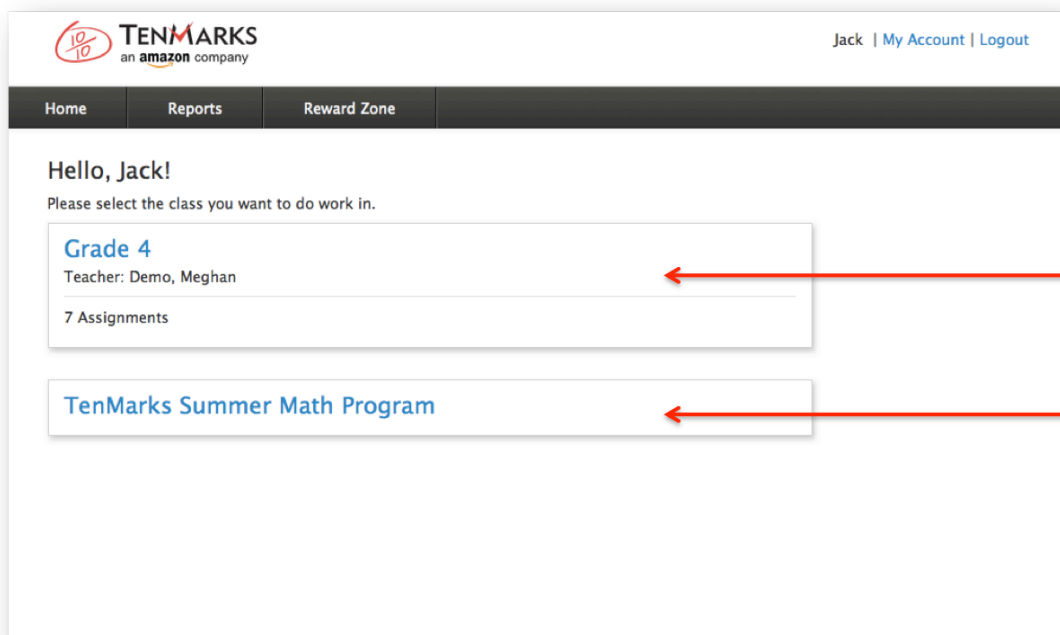 10/10 TENMARKS
an amazon company
Jack | My Account | Logout
Home Reports Reward Zone
Hello, Jack!
Please select the class you want to do work in.
Grade 4
Teacher: Demo, Meghan
7 Assignments
TenMarks Summer Math Program